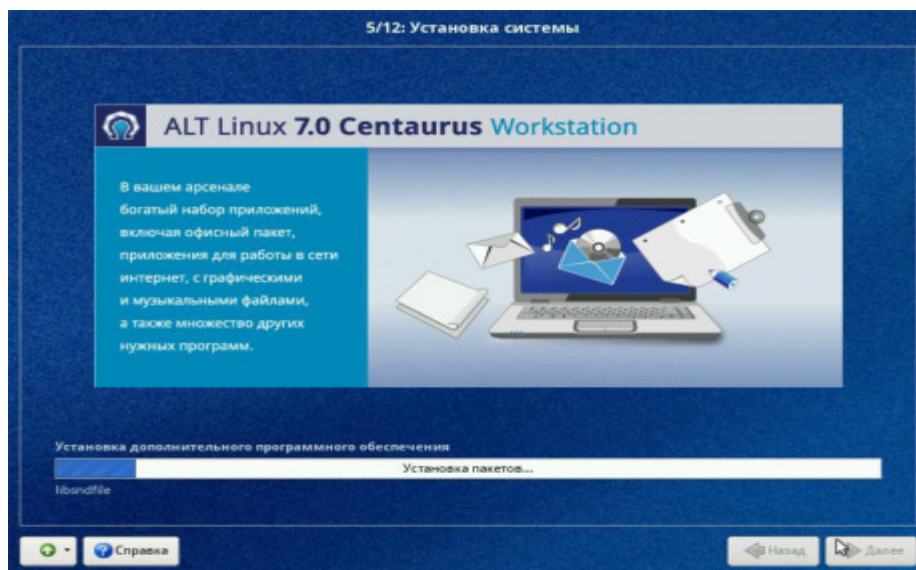 5/12: Установка системы
ALT Linux 7.0 Centaurus Workstation
В вашем арсенале
богатый набор приложений,
включая офисный пакет,
приложения для работы в сети
интернет, с графическими
и музыкальными файлами,
а также множество других
нужных программ.
Установка дополнительного программного обеспечения
Установка пакетов...
libsndfile
Справка
Назад
Далее